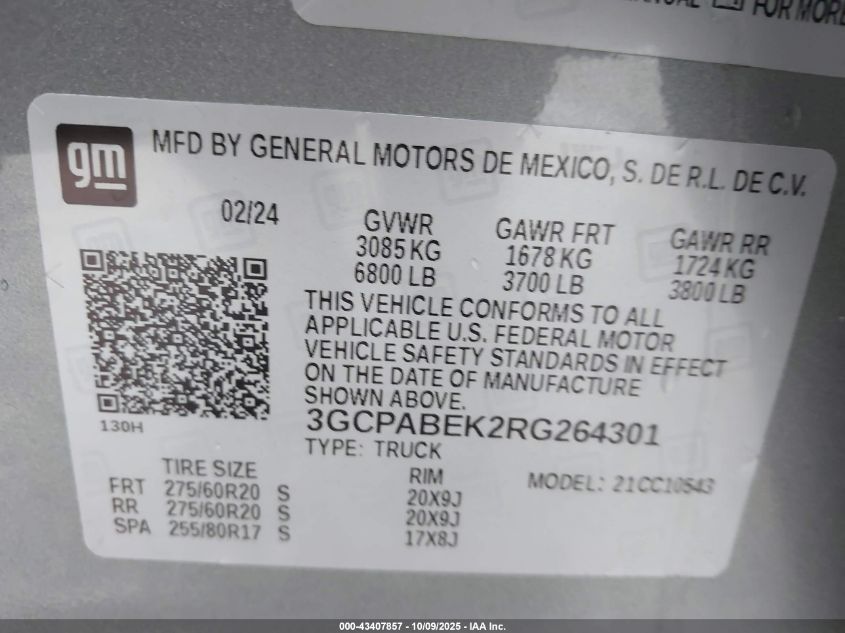 MANUAL FOR MORE
gm
MFD BY GENERAL MOTORS DE MEXICO, S. DE R.L. DE C.V.
02/24
GVWR
3085 KG
6800 LB
GAWR FRT
1678 KG
3700 LB
GAWR RR
1724 KG
3800 LB
THIS VEHICLE CONFORMS TO ALL
APPLICABLE U.S. FEDERAL MOTOR
VEHICLE SAFETY STANDARDS IN EFFECT
ON THE DATE OF MANUFACTURE
SHOWN ABOVE.
130H
3GCPABEK2RG264301
TYPE: TRUCK
MODEL: 21CC10543
TIRE SIZE RIM
FRT 275/60R20 S 20X9J
RR 275/60R20 S 20X9J
SPA 255/80R17 S 17X8J
000-43407857 - 10/09/2025 - IAA Inc.